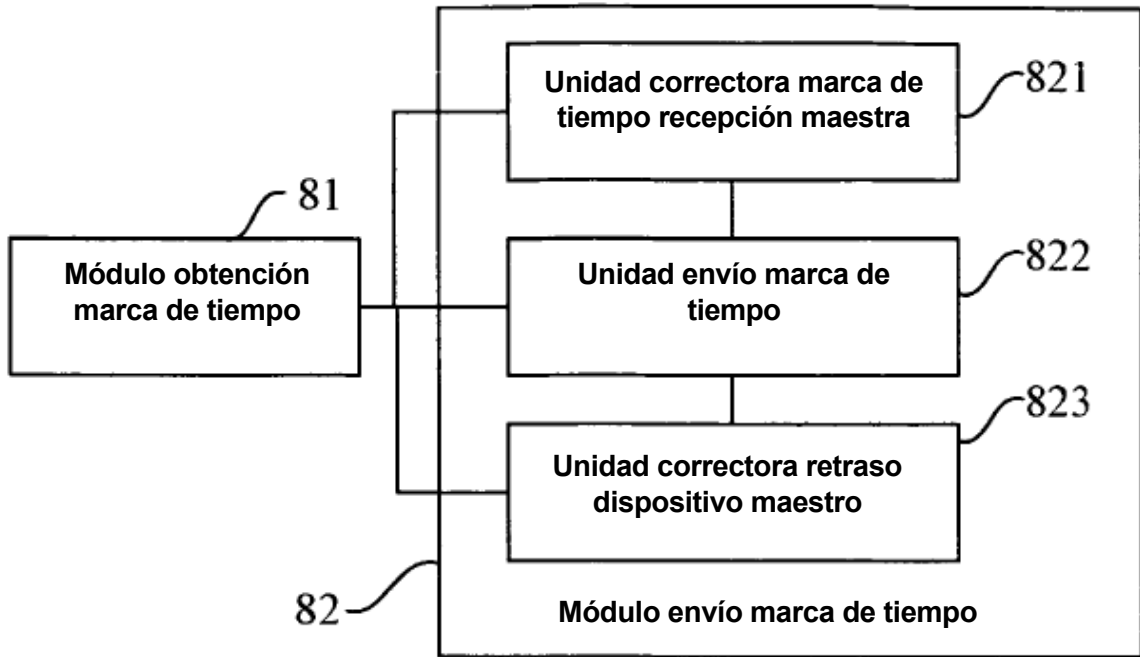 Unidad correctora marca de
tiempo recepción maestra
821
81
Módulo obtención
marca de tiempo
Unidad envío marca de
tiempo
822
Unidad correctora retraso
dispositivo maestro
823
82
Módulo envío marca de tiempo